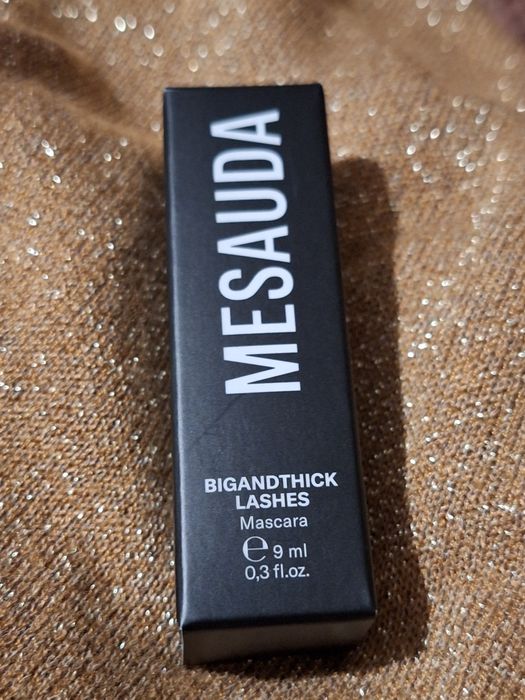 MESAUDA
BIGANDTHICK
LASHES
Mascara
℮ 9 ml
0,3 fl.oz.